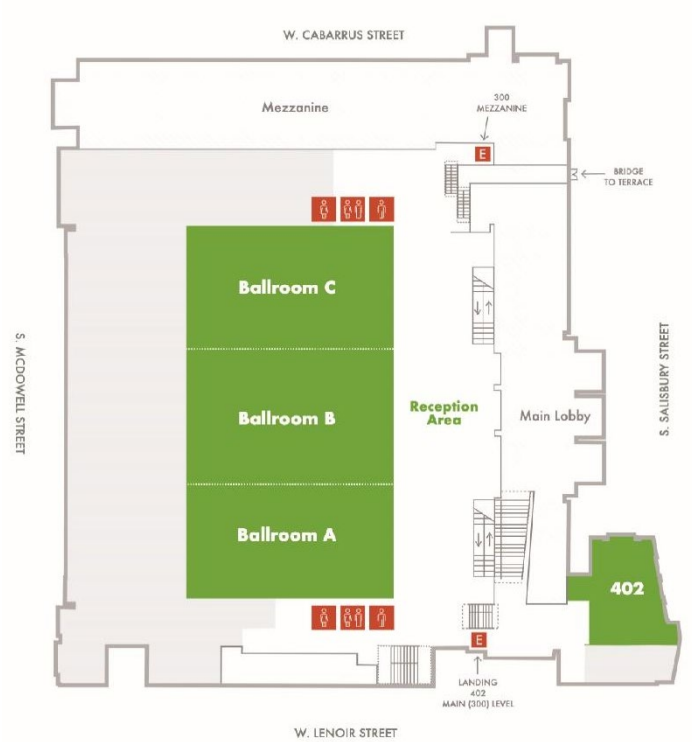 W. CABARRUS STREET
Mezzanine
300
MEZZANINE
E
BRIDGE
TO TERRACE
Ballroom C
S. MCDOWELL STREET
S. SALISBURY STREET
Ballroom B
Reception
Area
Main Lobby
Ballroom A
402
E
LANDING
402
MAIN (300) LEVEL
W. LENOIR STREET